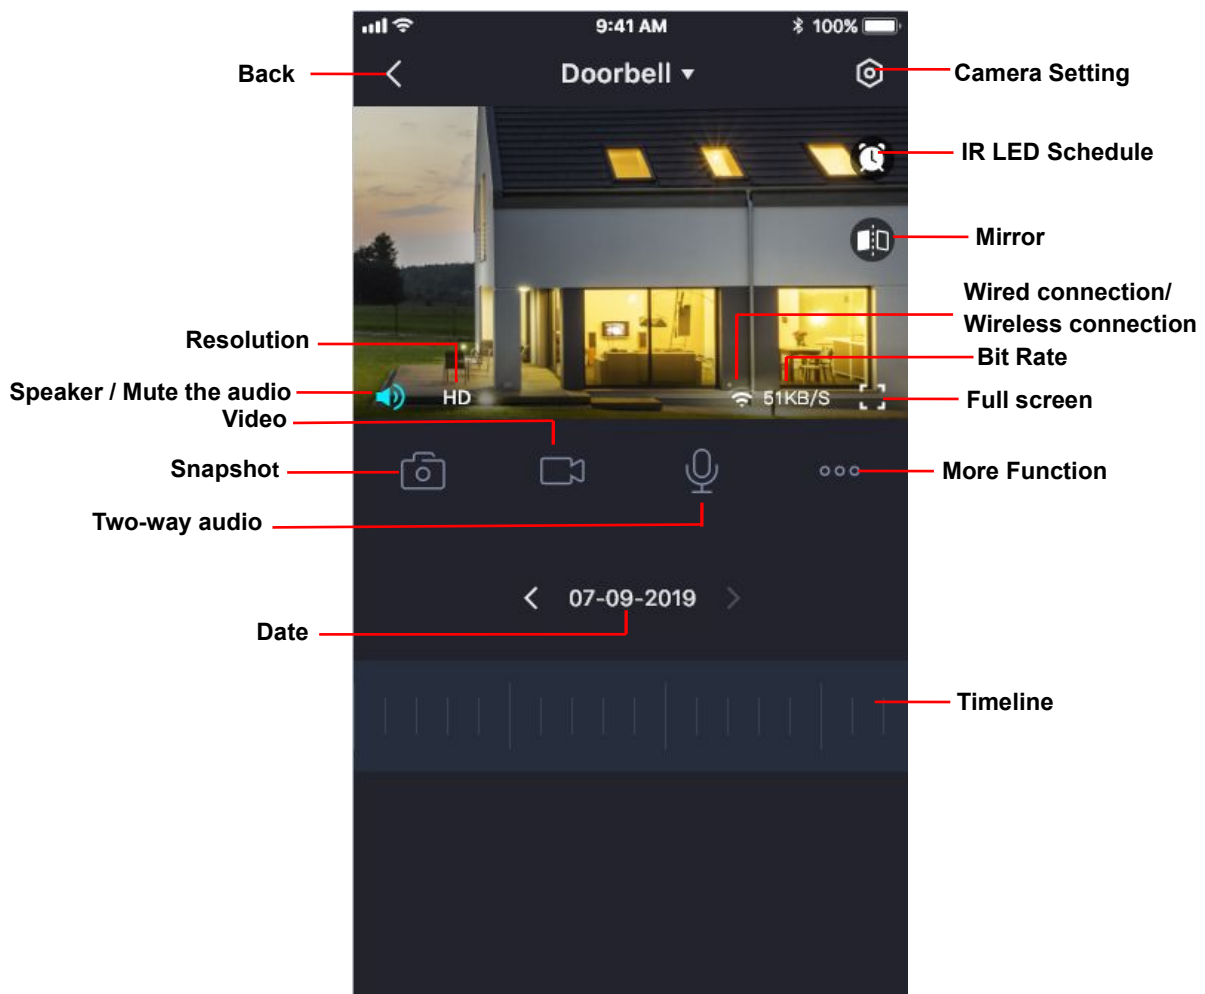 9:41 AM
100%
Back
Doorbell
Camera Setting
IR LED Schedule
Mirror
Wired connection/
Wireless connection
Resolution
Bit Rate
Speaker / Mute the audio
HD
51KB/S
Full screen
Video
Snapshot
More Function
Two-way audio
07-09-2019
Date
Timeline